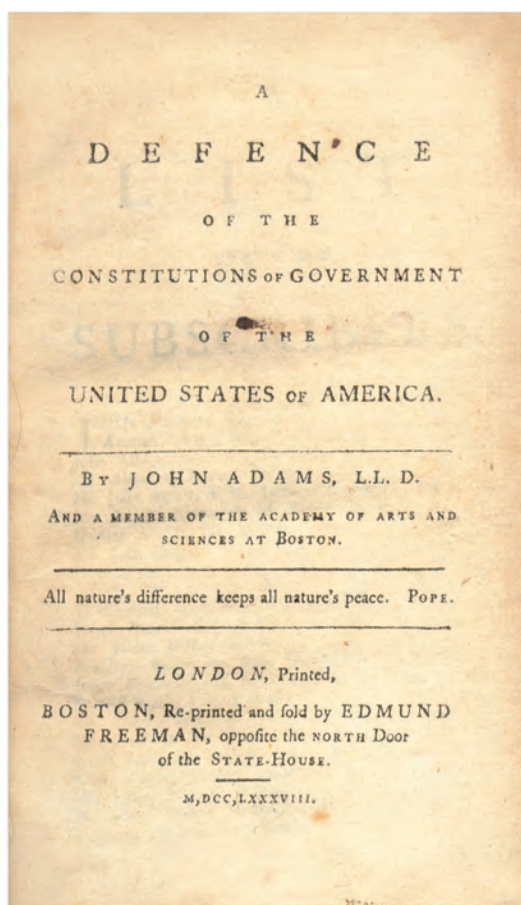 A
DEFENCE
OF THE
CONSTITUTIONS OF GOVERNMENT
OF THE
UNITED STATES OF AMERICA.
By JOHN ADAMS, L.L. D.
AND A MEMBER OF THE ACADEMY OF ARTS AND
SCIENCES AT BOSTON.
All nature's difference keeps all nature's peace. POPE.
LONDON, Printed,
BOSTON, Re-printed and ſold by EDMUND
FREEMAN, oppoſite the NORTH Door
of the STATE-HOUSE.
M,DCC,LXXXVIII.